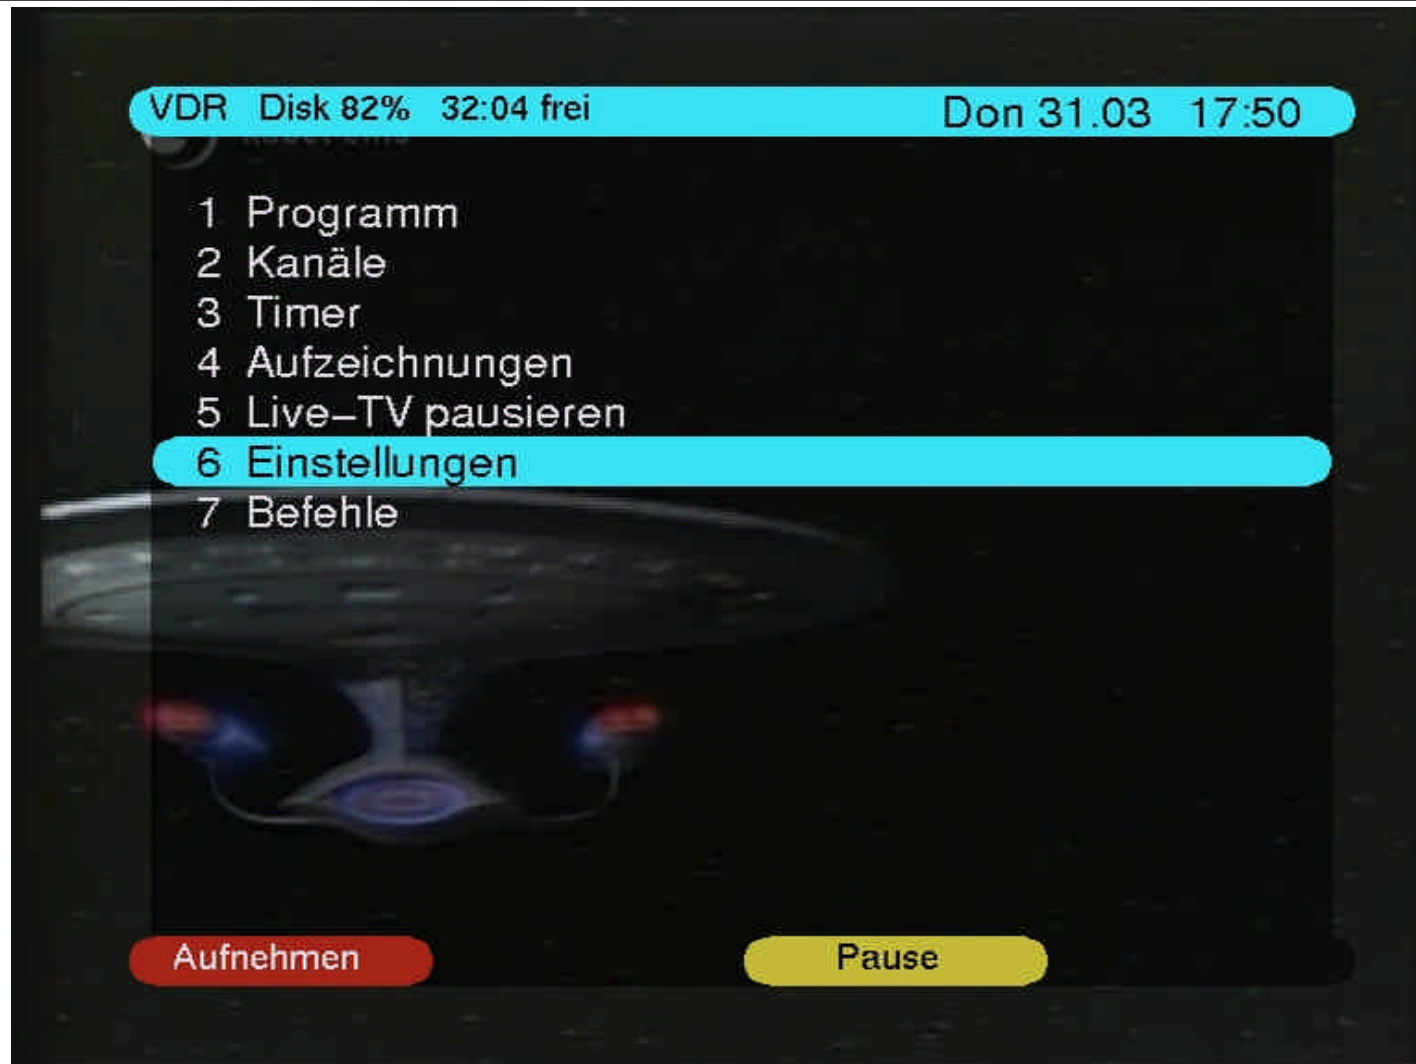 VDR Disk 82% 32:04 frei Don 31.03 17:50
1 Programm
2 Kanäle
3 Timer
4 Aufzeichnungen
5 Live–TV pausieren
6 Einstellungen
7 Befehle
Aufnehmen Pause